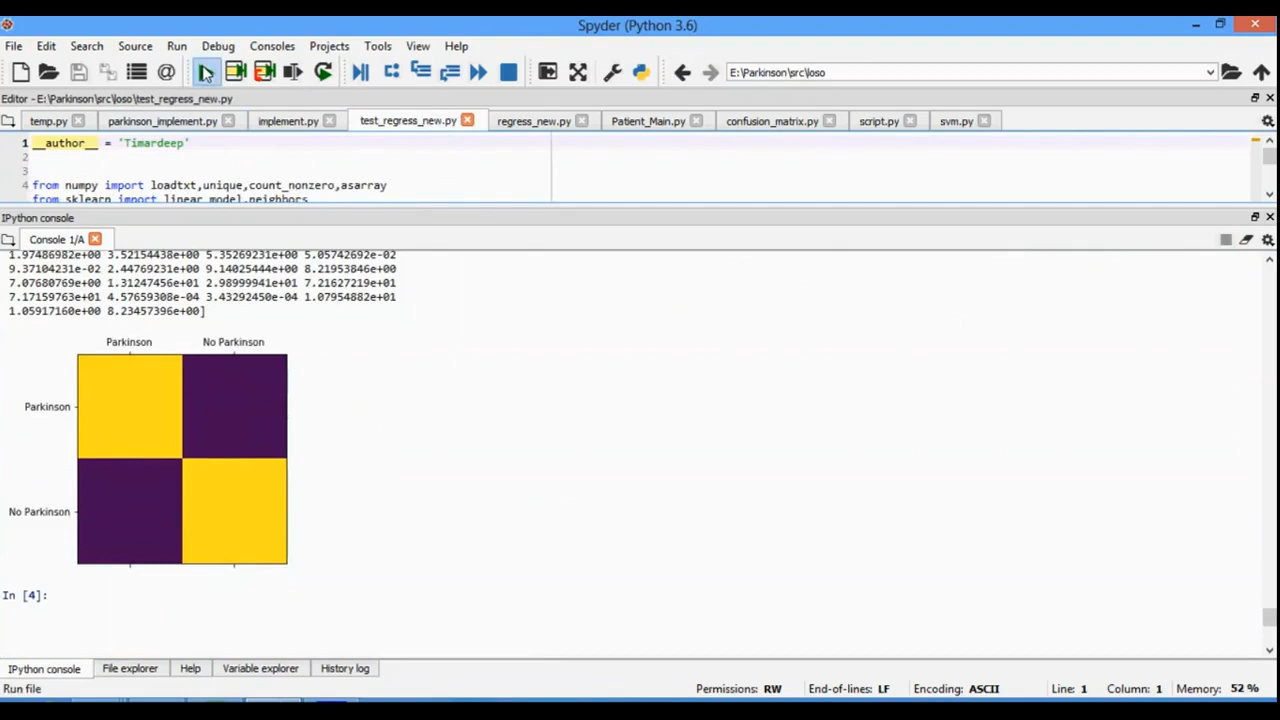 Spyder (Python 3.6)
File Edit Search Source Run Debug Consoles Projects Tools View Help
E:\Parkinson\src\loso
Editor - E:\Parkinson\src\loso\test_regress_new.py
temp.py parkinson_implement.py implement.py test_regress_new.py regress_new.py Patient_Main.py confusion_matrix.py script.py svm.py
1 __author__ = 'Timardeep'
2
3
4 from numpy import loadtxt,unique,count_nonzero,asarray
from sklearn import linear_model,neighbors
IPython console
Console 1/A
1.97486982e+00 3.52154438e+00 5.35269231e+00 5.05742692e-02
9.37104231e-02 2.44769231e+00 9.14025444e+00 8.21953846e+00
7.07680769e+00 1.31247456e+01 2.98999941e+01 7.21627219e+01
7.17159763e+01 4.57659308e-04 3.43292450e-04 1.07954882e+01
1.05917160e+00 8.23457396e+00]
Parkinson No Parkinson
Parkinson
No Parkinson
In [4]:
IPython console File explorer Help Variable explorer History log
Run file Permissions: RW End-of-lines: LF Encoding: ASCII Line: 1 Column: 1 Memory: 52 %